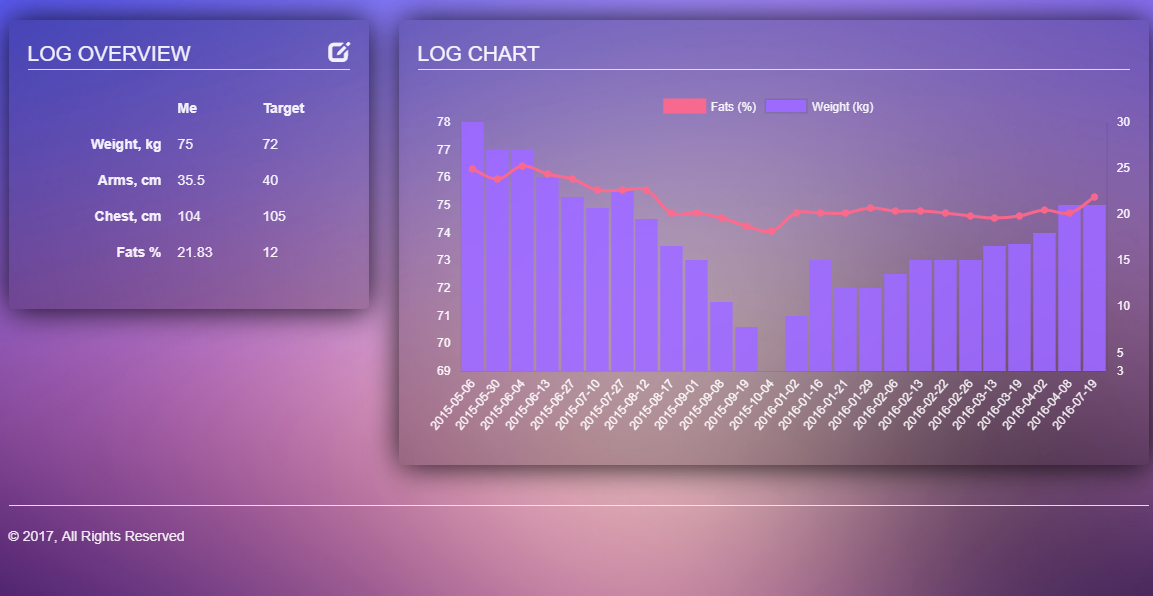 LOG OVERVIEW
Me Target
Weight, kg 75 72
Arms, cm 35.5 40
Chest, cm 104 105
Fats % 21.83 12
LOG CHART
Fats (%) Weight (kg)
78 30
77
76 25
75
74 20
73 15
72
71 10
70 5
69 3
2015-05-06 2015-05-30 2015-06-04 2015-06-13 2015-06-27 2015-07-10 2015-07-27 2015-08-12 2015-08-17 2015-09-01 2015-09-08 2015-09-19 2015-10-04 2016-01-02 2016-01-16 2016-01-21 2016-01-29 2016-02-06 2016-02-13 2016-02-22 2016-02-26 2016-03-13 2016-03-19 2016-04-02 2016-04-08 2016-07-19
© 2017, All Rights Reserved